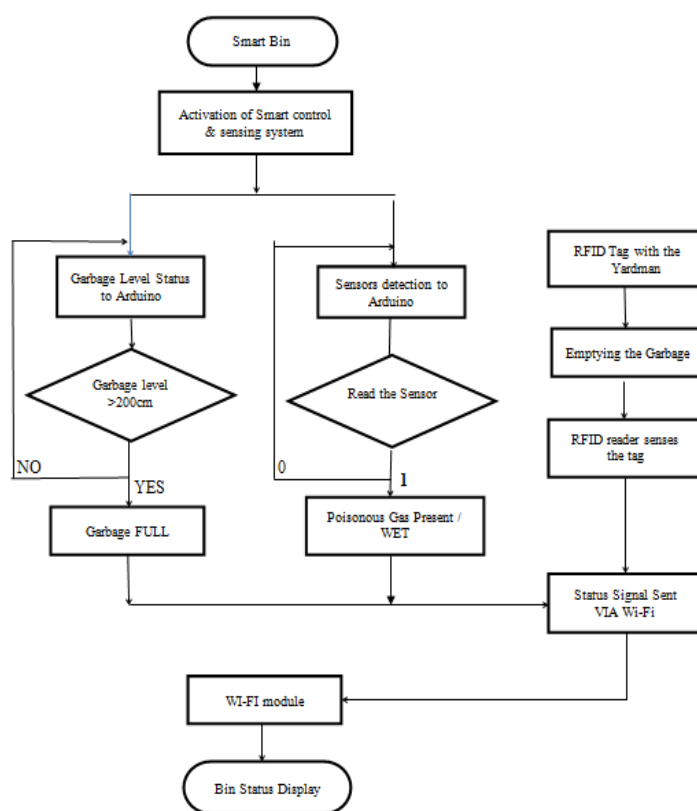 Smart Bin
Activation of Smart control
& sensing system
Garbage Level Status
to Arduino
Garbage level
>200cm
NO
YES
Garbage FULL
Sensors detection to
Arduino
Read the Sensor
0
1
Poisonous Gas Present /
WET
RFID Tag with the
Yardman
Emptying the Garbage
RFID reader senses
the tag
Status Signal Sent
VIA Wi-Fi
WI-FI module
Bin Status Display